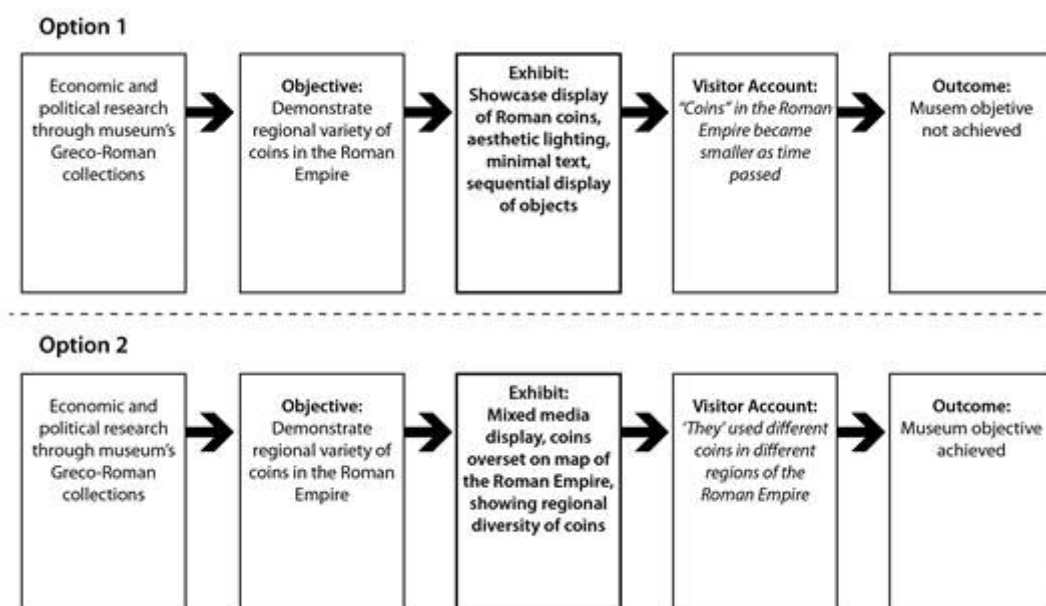 Option 1
Economic and
political research
through museum's
Greco-Roman
collections
Objective:
Demonstrate
regional variety of
coins in the Roman
Empire
Exhibit:
Showcase display
of Roman coins,
aesthetic lighting,
minimal text,
sequential display
of objects
Visitor Account:
"Coins" in the Roman
Empire became
smaller as time
passed
Outcome:
Musem objetive
not achieved
Option 2
Economic and
political research
through museum's
Greco-Roman
collections
Objective:
Demonstrate
regional variety of
coins in the Roman
Empire
Exhibit:
Mixed media
display, coins
overset on map of
the Roman Empire,
showing regional
diversity of coins
Visitor Account:
'They' used different
coins in different
regions of the
Roman Empire
Outcome:
Museum objective
achieved